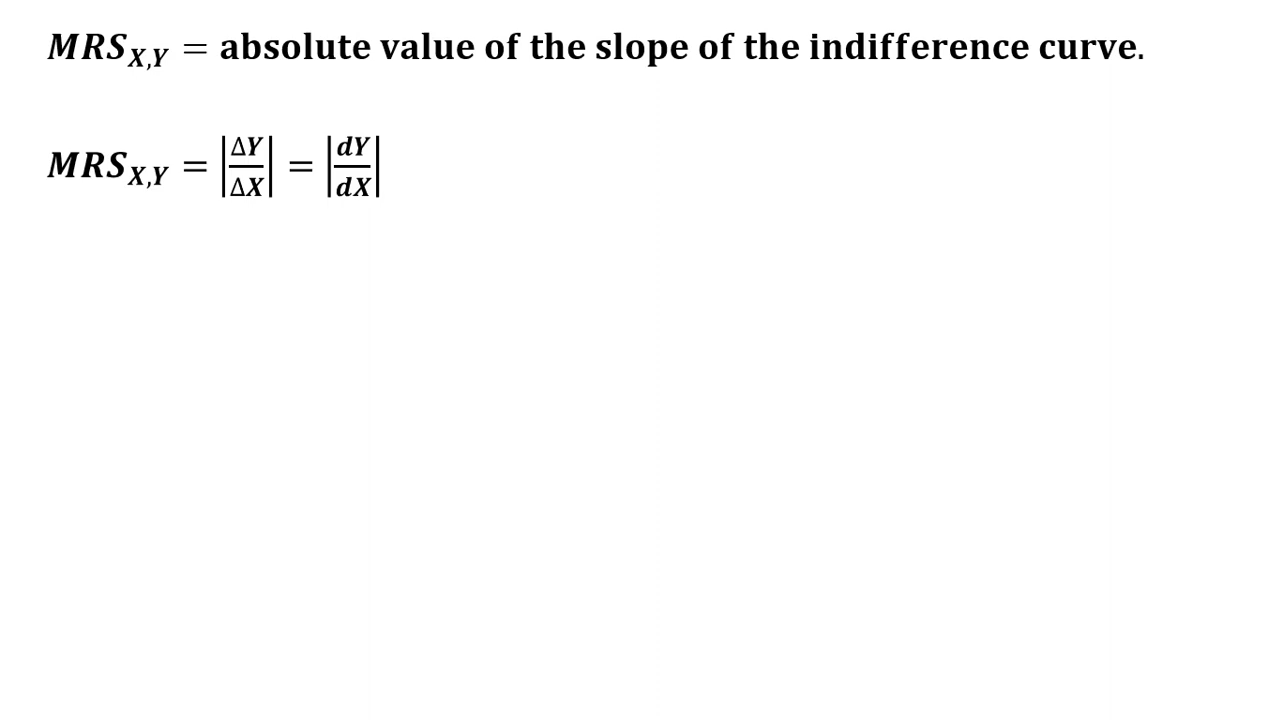 MRS_{X,Y} = absolute value of the slope of the indifference curve.
MRS_{X,Y} = |ΔY/ΔX| = |dY/dX|